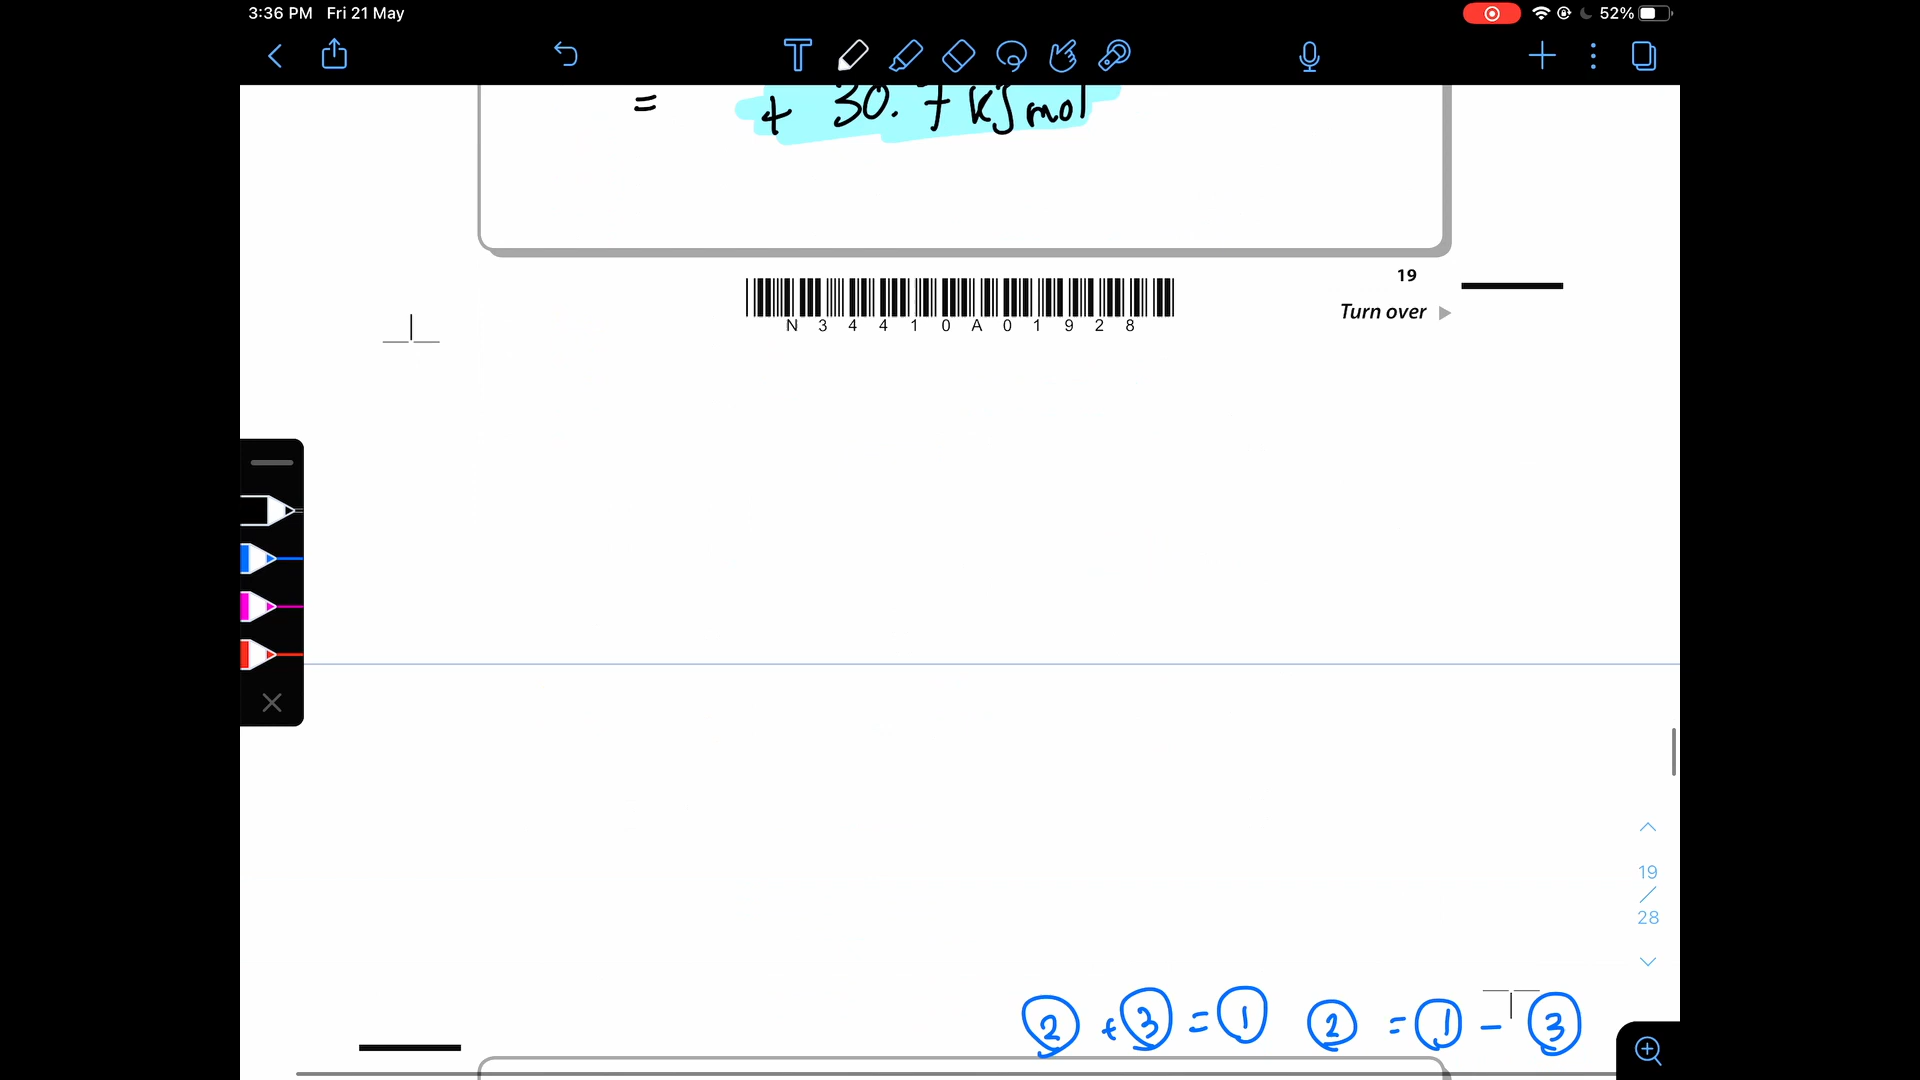 3:36 PM Fri 21 May
52%
= + 30.7 kJ mol
19
Turn over
N 3 4 4 1 0 A 0 1 9 2 8
19
/
28
② + ③ = ① ② = ① - ③